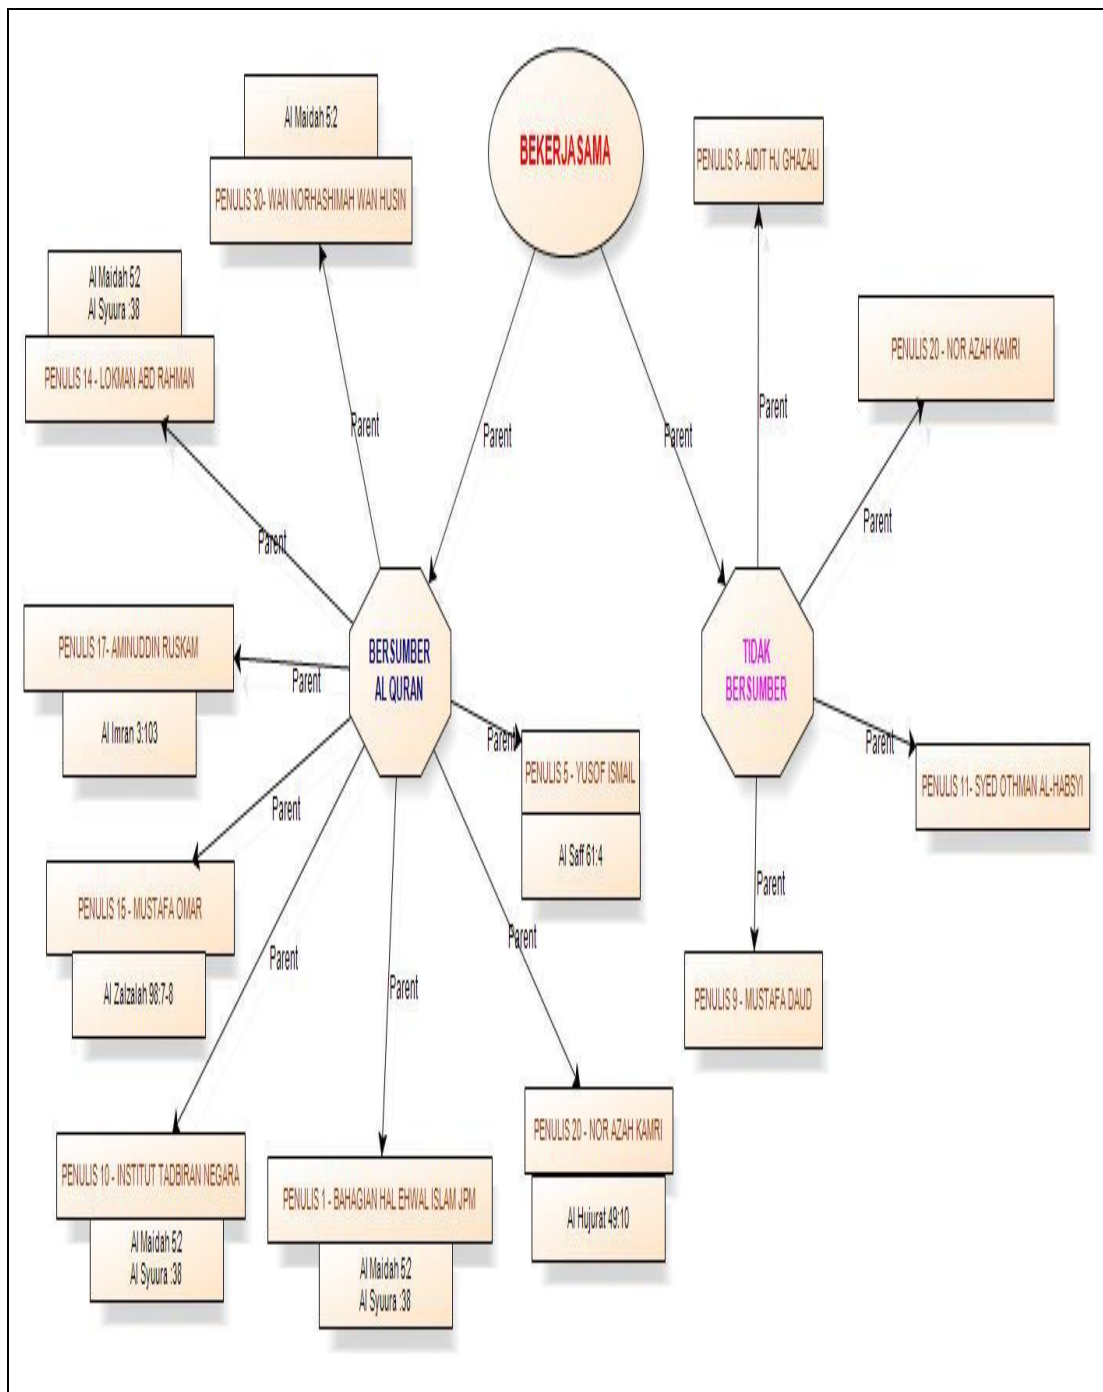 BEKERJASAMA
Al Maidah 5:2
PENULIS 30- WAN NORHASHIMAH WAN HUSIN
PENULIS 8- AIDIT HJ GHAZALI
Al Maidah 5:2
Al Syuura :38
PENULIS 14 - LOKMAN ABD RAHMAN
PENULIS 20 - NOR AZAH KAMRI
Parent
Parent
Parent
Parent
Parent
Parent
BERSUMBER
AL QURAN
TIDAK
BERSUMBER
PENULIS 17- AMINUDDIN RUSKAM
Al Imran 3:103
Parent
Parent
Parent
PENULIS 5 - YUSOF ISMAIL
Al Saff 61:4
PENULIS 11- SYED OTHMAN AL-HABSYI
Parent
PENULIS 15 - MUSTAFA OMAR
Al Zalzalah 98:7-8
Parent
Parent
Parent
Parent
PENULIS 9 - MUSTAFA DAUD
PENULIS 10 - INSTITUT TADBIRAN NEGARA
Al Maidah 5:2
Al Syuura :38
PENULIS 1 - BAHAGIAN HAL EHWAL ISLAM JPM
Al Maidah 5:2
Al Syuura :38
PENULIS 20 - NOR AZAH KAMRI
Al Hujurat 49:10